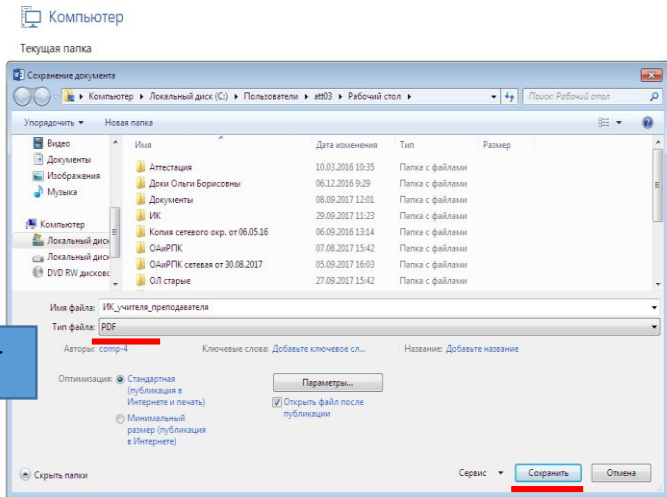 Компьютер
Текущая папка
Сохранение документа
Компьютер ▸ Локальный диск (C:) ▸ Пользователи ▸ att03 ▸ Рабочий стол ▸
Поиск: Рабочий стол
Упорядочить Новая папка
Имя Дата изменения Тип Размер
Видео
Документы
Изображения
Музыка
Компьютер
Локальный диск
Локальный диск
DVD RW дисково
Аттестация 10.03.2016 10:35 Папка с файлами
Доки Ольги Борисовны 06.12.2016 9:29 Папка с файлами
Документы 08.09.2017 12:01 Папка с файлами
ИК 29.09.2017 11:23 Папка с файлами
Копия сетевого окр. от 06.05.16 06.09.2016 13:14 Папка с файлами
ОАиРПК 07.08.2017 15:42 Папка с файлами
ОАиРПК сетевая от 30.08.2017 05.09.2017 16:03 Папка с файлами
ОЛ старые 27.09.2017 15:42 Папка с файлами
Имя файла: ИК_учителя_преподавателя
Тип файла: PDF
Авторы: comp-4 Ключевые слова: Добавьте ключевое сл... Название: Добавьте название
Оптимизация: Стандартная
(публикация в
Интернете и печать)
Минимальный
размер (публикация
в Интернете)
Параметры...
Открыть файл после
публикации
Скрыть папки
Сервис Сохранить Отмена